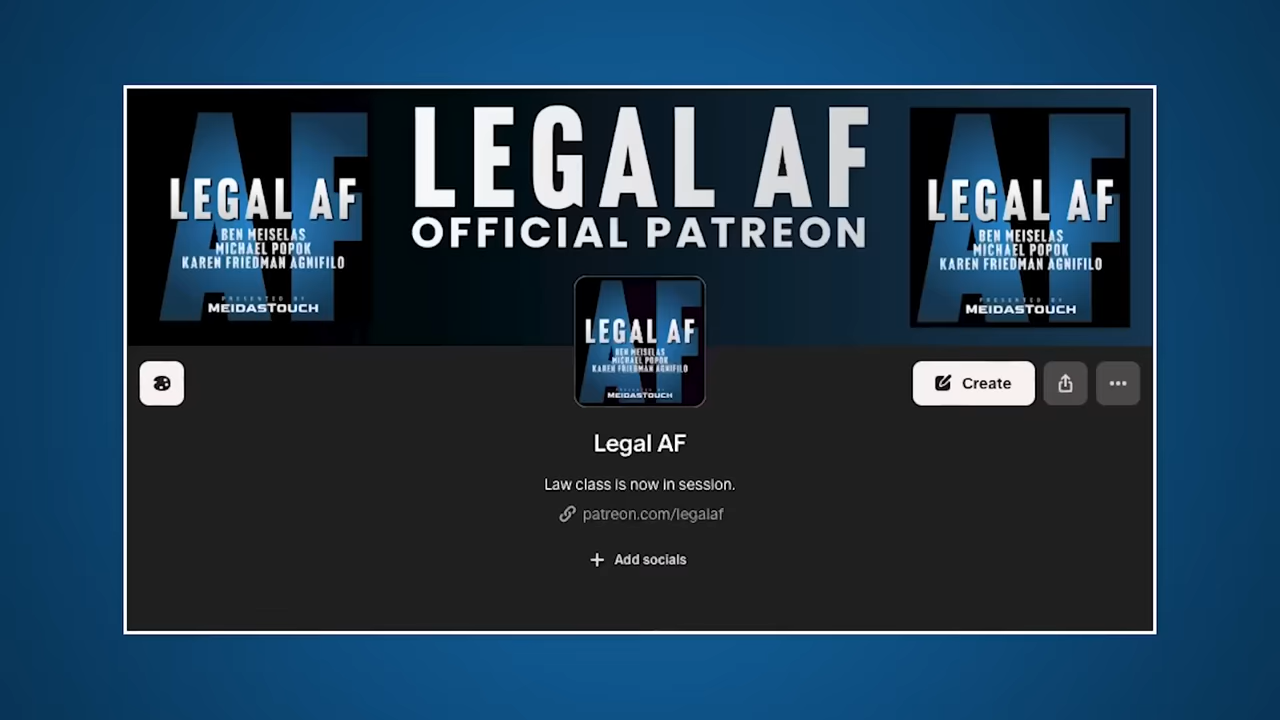 LEGAL AF
OFFICIAL PATREON
LEGAL AF
BEN MEISELAS
MICHAEL POPOK
KAREN FRIEDMAN AGNIFILO
PRESENTED BY
MEIDASTOUCH
LEGAL AF
BEN MEISELAS
MICHAEL POPOK
KAREN FRIEDMAN AGNIFILO
PRESENTED BY
MEIDASTOUCH
LEGAL AF
BEN MEISELAS
MICHAEL POPOK
KAREN FRIEDMAN AGNIFILO
PRESENTED BY
MEIDASTOUCH
Create
Legal AF
Law class is now in session.
patreon.com/legalaf
Add socials